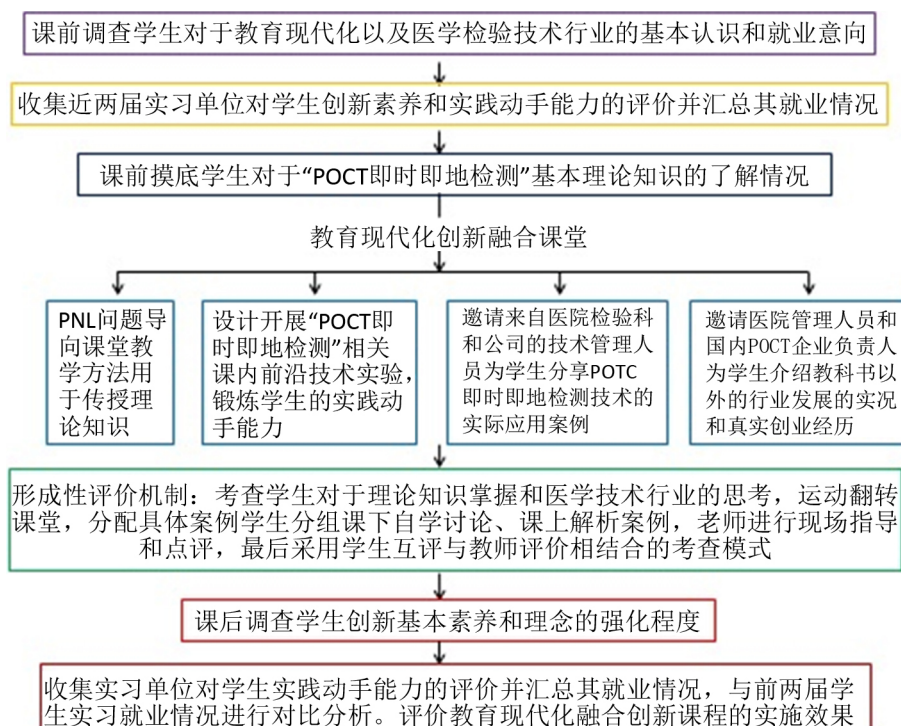 课前调查学生对于教育现代化以及医学检验技术行业的基本认识和就业意向
收集近两届实习单位对学生创新素养和实践动手能力的评价并汇总其就业情况
课前摸底学生对于“POCT即时即地检测”基本理论知识的了解情况
教育现代化创新融合课堂
PNL问题导
向课堂教
学方法用
于传授理
论知识
设计开展“POCT即
时即地检测”相关
课内前沿技术实验，
锻炼学生的实践动
手能力
邀请来自医院检验科
和公司的技术管理人
员为学生分享POTC
即时即地检测技术的
实际应用案例
邀请医院管理人员和
国内POCT企业负责人
为学生介绍教科书以
外的行业发展的实况
和真实创业经历
形成性评价机制：考查学生对于理论知识掌握和医学技术行业的思考，运动翻转
课堂，分配具体案例学生分组课下自学讨论、课上解析案例，老师进行现场指导
和点评，最后采用学生互评与教师评价相结合的考查模式
课后调查学生创新基本素养和理念的强化程度
收集实习单位对学生实践动手能力的评价并汇总其就业情况，与前两届学
生实习就业情况进行对比分析。评价教育现代化融合创新课程的实施效果